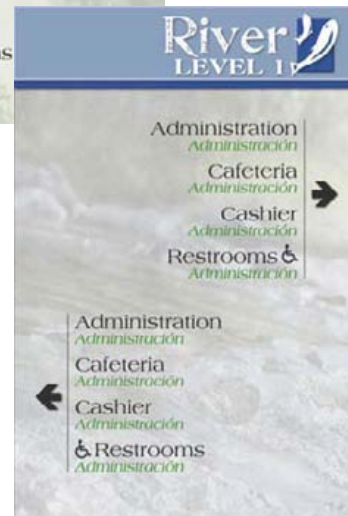 as
River
LEVEL 1
Administration
Administración
Cafeteria
Administración
Cashier
Administración
Restrooms
Administración
Administration
Administración
Cafeteria
Administración
Cashier
Administración
Restrooms
Administración